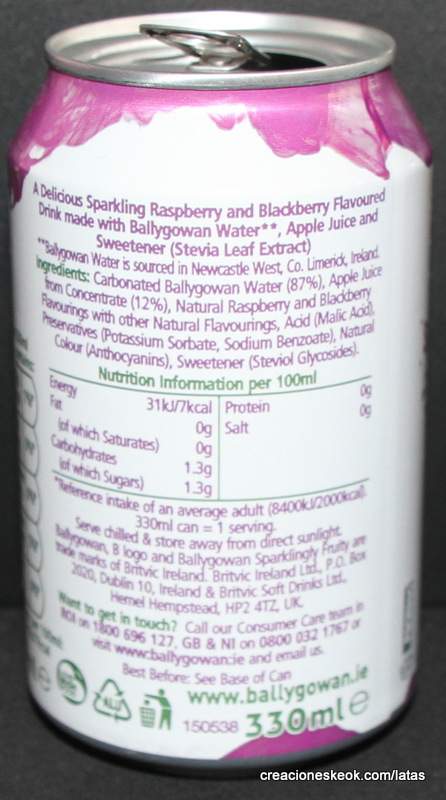 A Delicious Sparkling Raspberry and Blackberry Flavoured
Drink made with Ballygowan Water**, Apple Juice and
Sweetener (Stevia Leaf Extract)
**Ballygowan Water is sourced in Newcastle West, Co. Limerick, Ireland.
Ingredients: Carbonated Ballygowan Water (87%), Apple Juice
from Concentrate (12%), Natural Raspberry and Blackberry
Flavourings with other Natural Flavourings, Acid (Malic Acid),
Preservatives (Potassium Sorbate, Sodium Benzoate), Natural
Colour (Anthocyanins), Sweetener (Steviol Glycosides).
Nutrition Information per 100ml
Energy 31kJ/7kcal Protein 0g
Fat 0g Salt 0g
(of which Saturates) 0g
Carbohydrates 1.3g
(of which Sugars) 1.3g
*Reference intake of an average adult (8400kJ/2000kcal).
330ml can = 1 serving.
Serve chilled & store away from direct sunlight.
Ballygowan, B logo and Ballygowan Sparklingly Fruity are
trade marks of Britvic Ireland. Britvic Ireland Ltd., P.O. Box
2020, Dublin 10, Ireland & Britvic Soft Drinks Ltd.,
Hemel Hempstead, HP2 4TZ, UK.
Want to get in touch? Call our Consumer Care team in
ROI on 1800 696 127, GB & NI on 0800 032 1767 or
visit www.ballygowan.ie and email us.
Best Before: See Base of Can
www.ballygowan.ie
ALU 150538 330ml e
creacioneskeok.com/latas